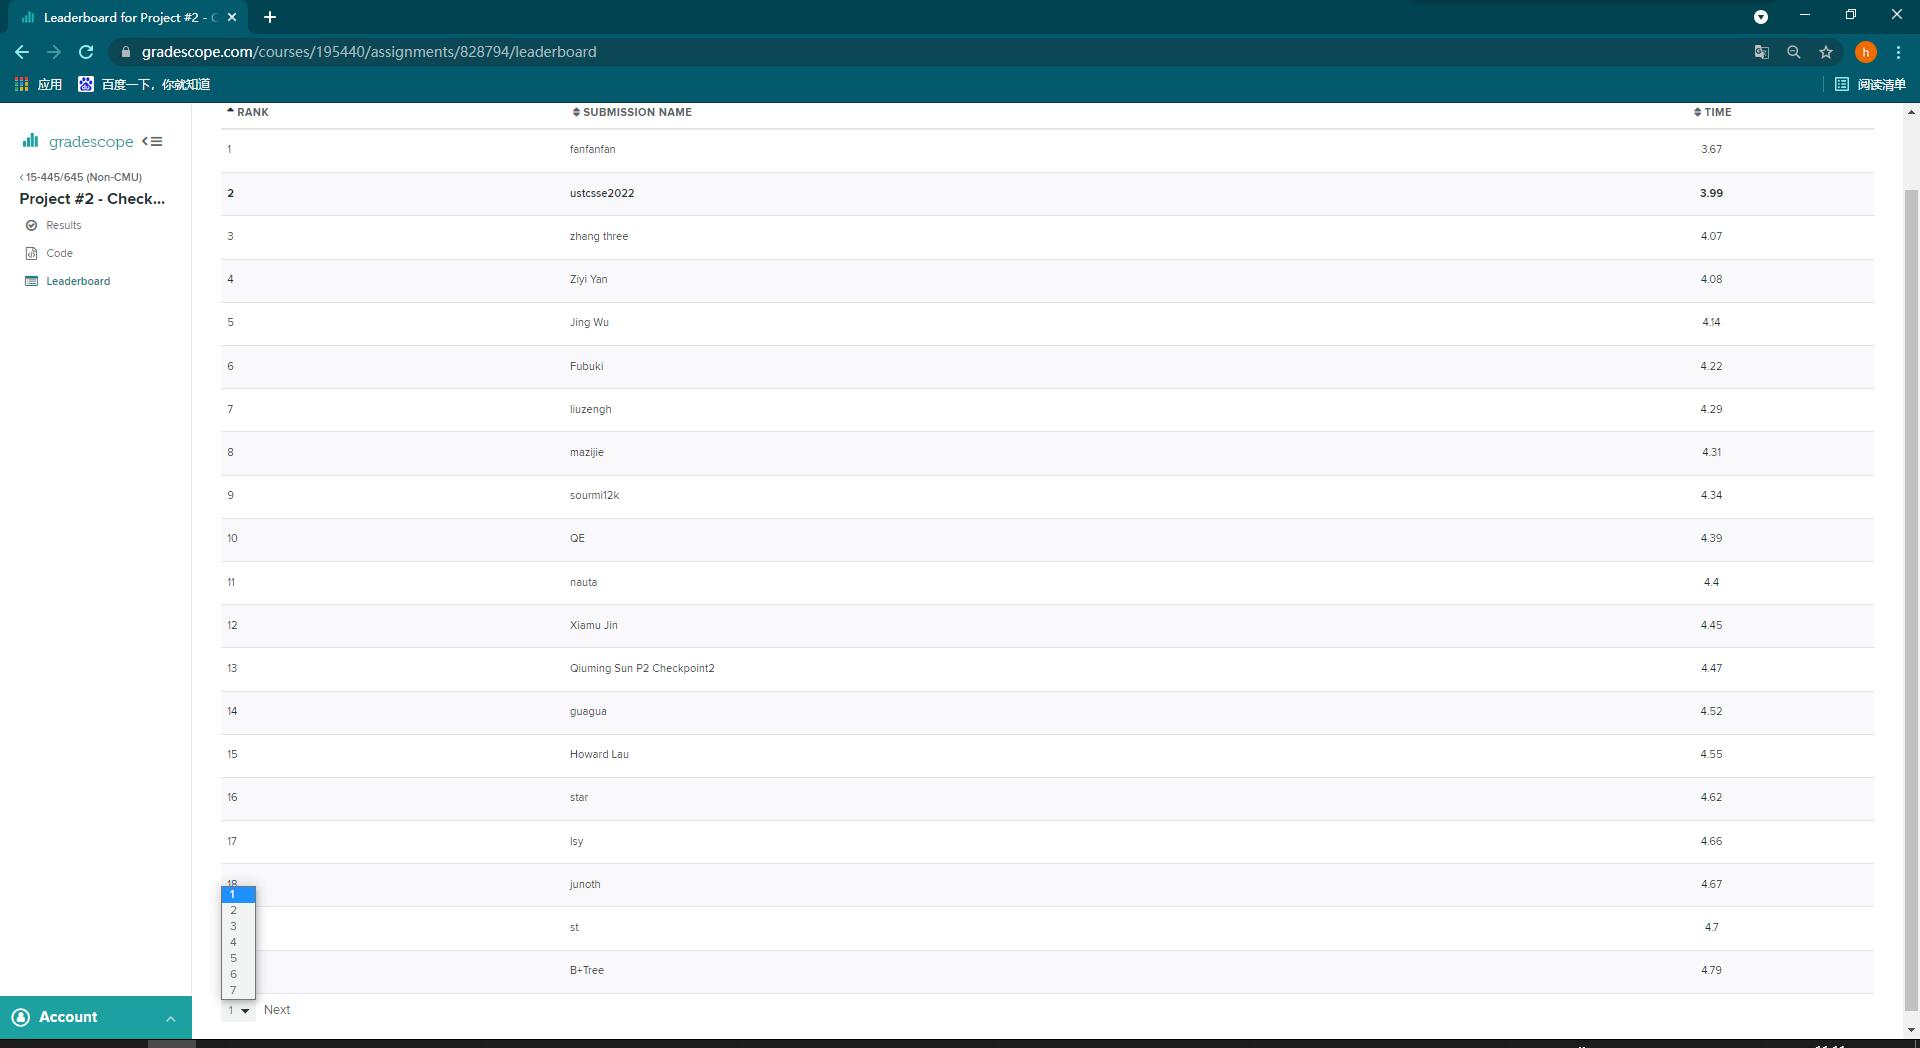 Leaderboard for Project #2 - C
gradescope.com/courses/195440/assignments/828794/leaderboard
h
应用 百度一下，你就知道 阅读清单
gradescope
15-445/645 (Non-CMU)
Project #2 - Check...
Results
Code
Leaderboard
Account
RANK SUBMISSION NAME TIME
1 fanfanfan 3.67
2 ustcsse2022 3.99
3 zhang three 4.07
4 Ziyi Yan 4.08
5 Jing Wu 4.14
6 Fubuki 4.22
7 liuzengh 4.29
8 mazijie 4.31
9 sourmi12k 4.34
10 QE 4.39
11 nauta 4.4
12 Xiamu Jin 4.45
13 Qiuming Sun P2 Checkpoint2 4.47
14 guagua 4.52
15 Howard Lau 4.55
16 star 4.62
17 lsy 4.66
18 junoth 4.67
st 4.7
B+Tree 4.79
1
2
3
4
5
6
7
1 Next